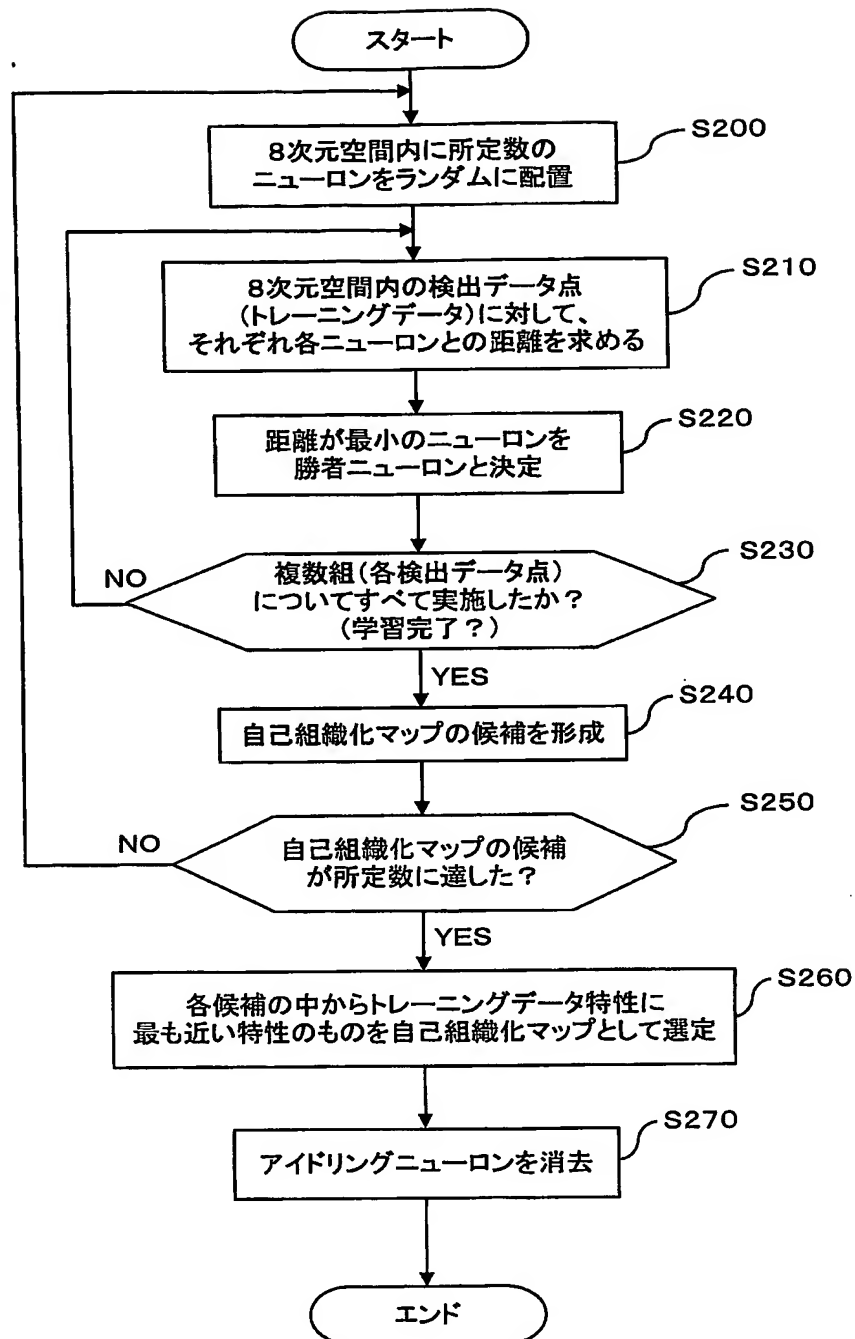 スタート
S200
8次元空間内に所定数の
ニューロンをランダムに配置
S210
8次元空間内の検出データ点
(トレーニングデータ)に対して、
それぞれ各ニューロンとの距離を求める
S220
距離が最小のニューロンを
勝者ニューロンと決定
S230
NO
複数組(各検出データ点)
についてすべて実施したか?
(学習完了?)
YES
S240
自己組織化マップの候補を形成
S250
NO
自己組織化マップの候補
が所定数に達した?
YES
S260
各候補の中からトレーニングデータ特性に
最も近い特性のものを自己組織化マップとして選定
S270
アイドリングニューロンを消去
エンド